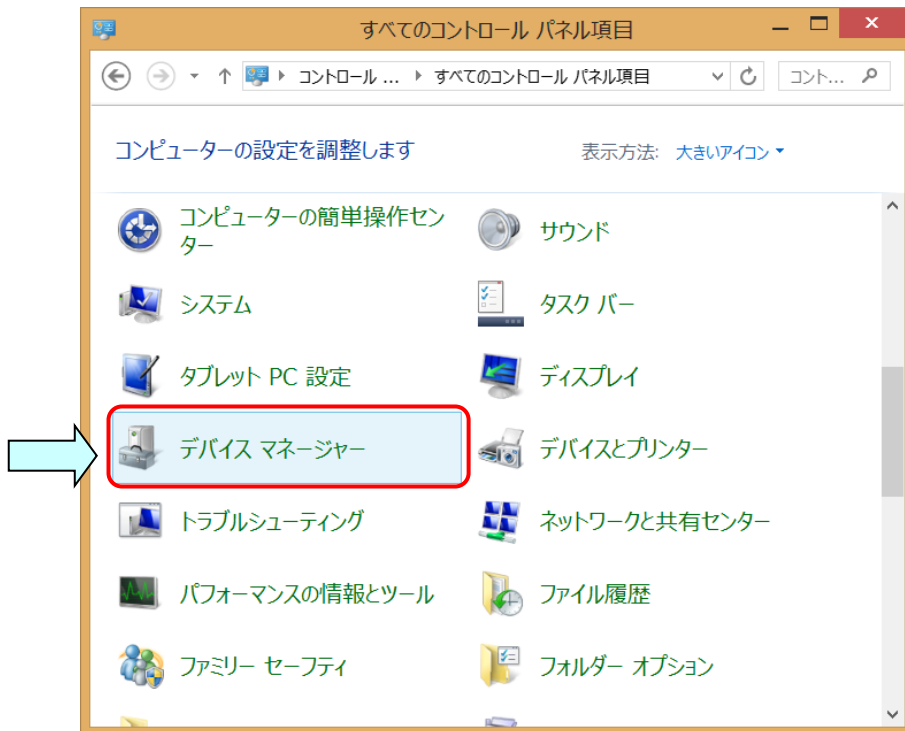 すべてのコントロール パネル項目
コントロール ... すべてのコントロール パネル項目 コント...
コンピューターの設定を調整します 表示方法: 大きいアイコン
コンピューターの簡単操作セン
ター
サウンド
システム
タスク バー
タブレット PC 設定
ディスプレイ
デバイス マネージャー
デバイスとプリンター
トラブルシューティング
ネットワークと共有センター
パフォーマンスの情報とツール
ファイル履歴
ファミリー セーフティ
フォルダー オプション